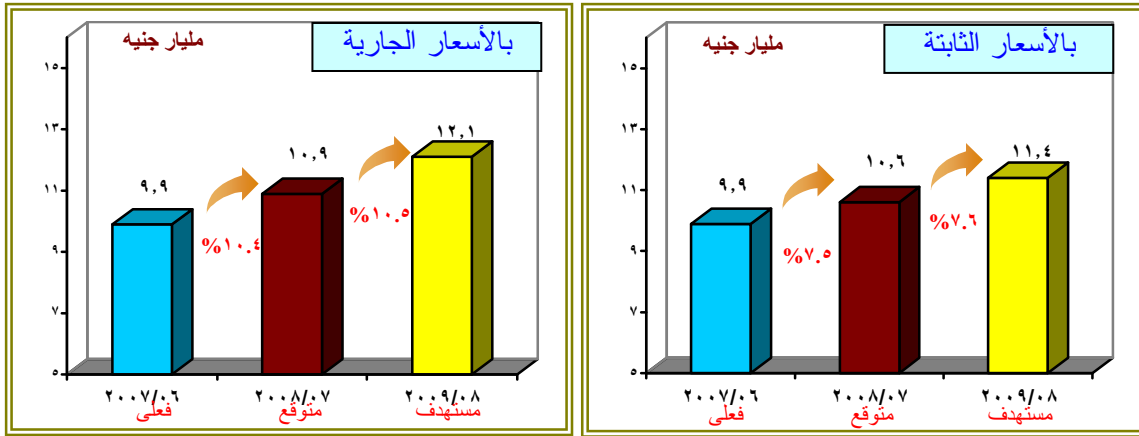 بالأسعار الثابتة
مليار جنيه
١٥
١٣
١١
٩
٧
٥
٩,٩
١٠,٦
١١,٤
%٧.٥
%٧.٦
٢٠٠٧/٠٦
٢٠٠٨/٠٧
٢٠٠٩/٠٨
فعلى
متوقع
مستهدف
بالأسعار الجارية
مليار جنيه
١٥
١٣
١١
٩
٧
٥
٩,٩
١٠,٩
١٢,١
%١٠.٤
%١٠.٥
٢٠٠٧/٠٦
٢٠٠٨/٠٧
٢٠٠٩/٠٨
فعلى
متوقع
مستهدف